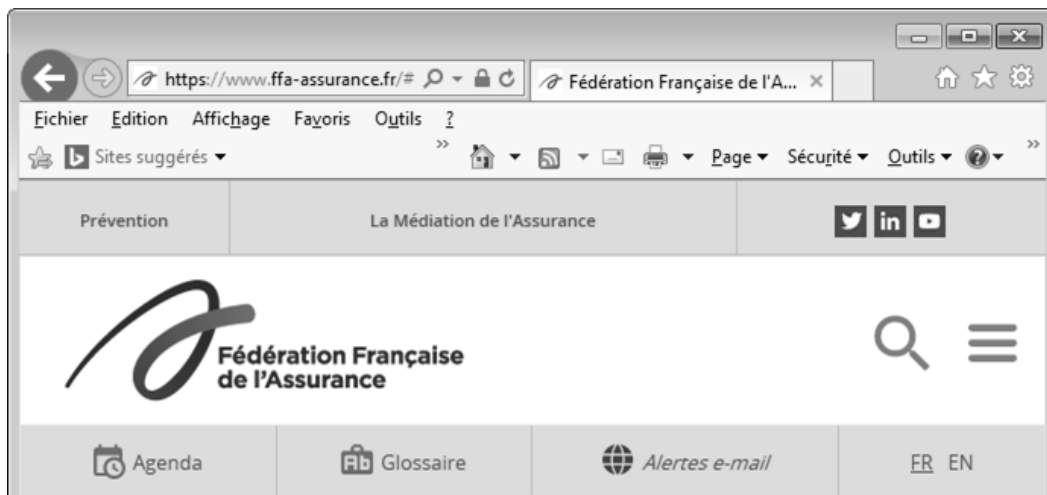 https://www.ffa-assurance.fr/#
Fédération Française de l'A...
Fichier Edition Affichage Favoris Outils ?
Sites suggérés
Page Sécurité Outils
Prévention
La Médiation de l'Assurance
in
Fédération Française
de l'Assurance
Agenda
Glossaire
Alertes e-mail
FR EN